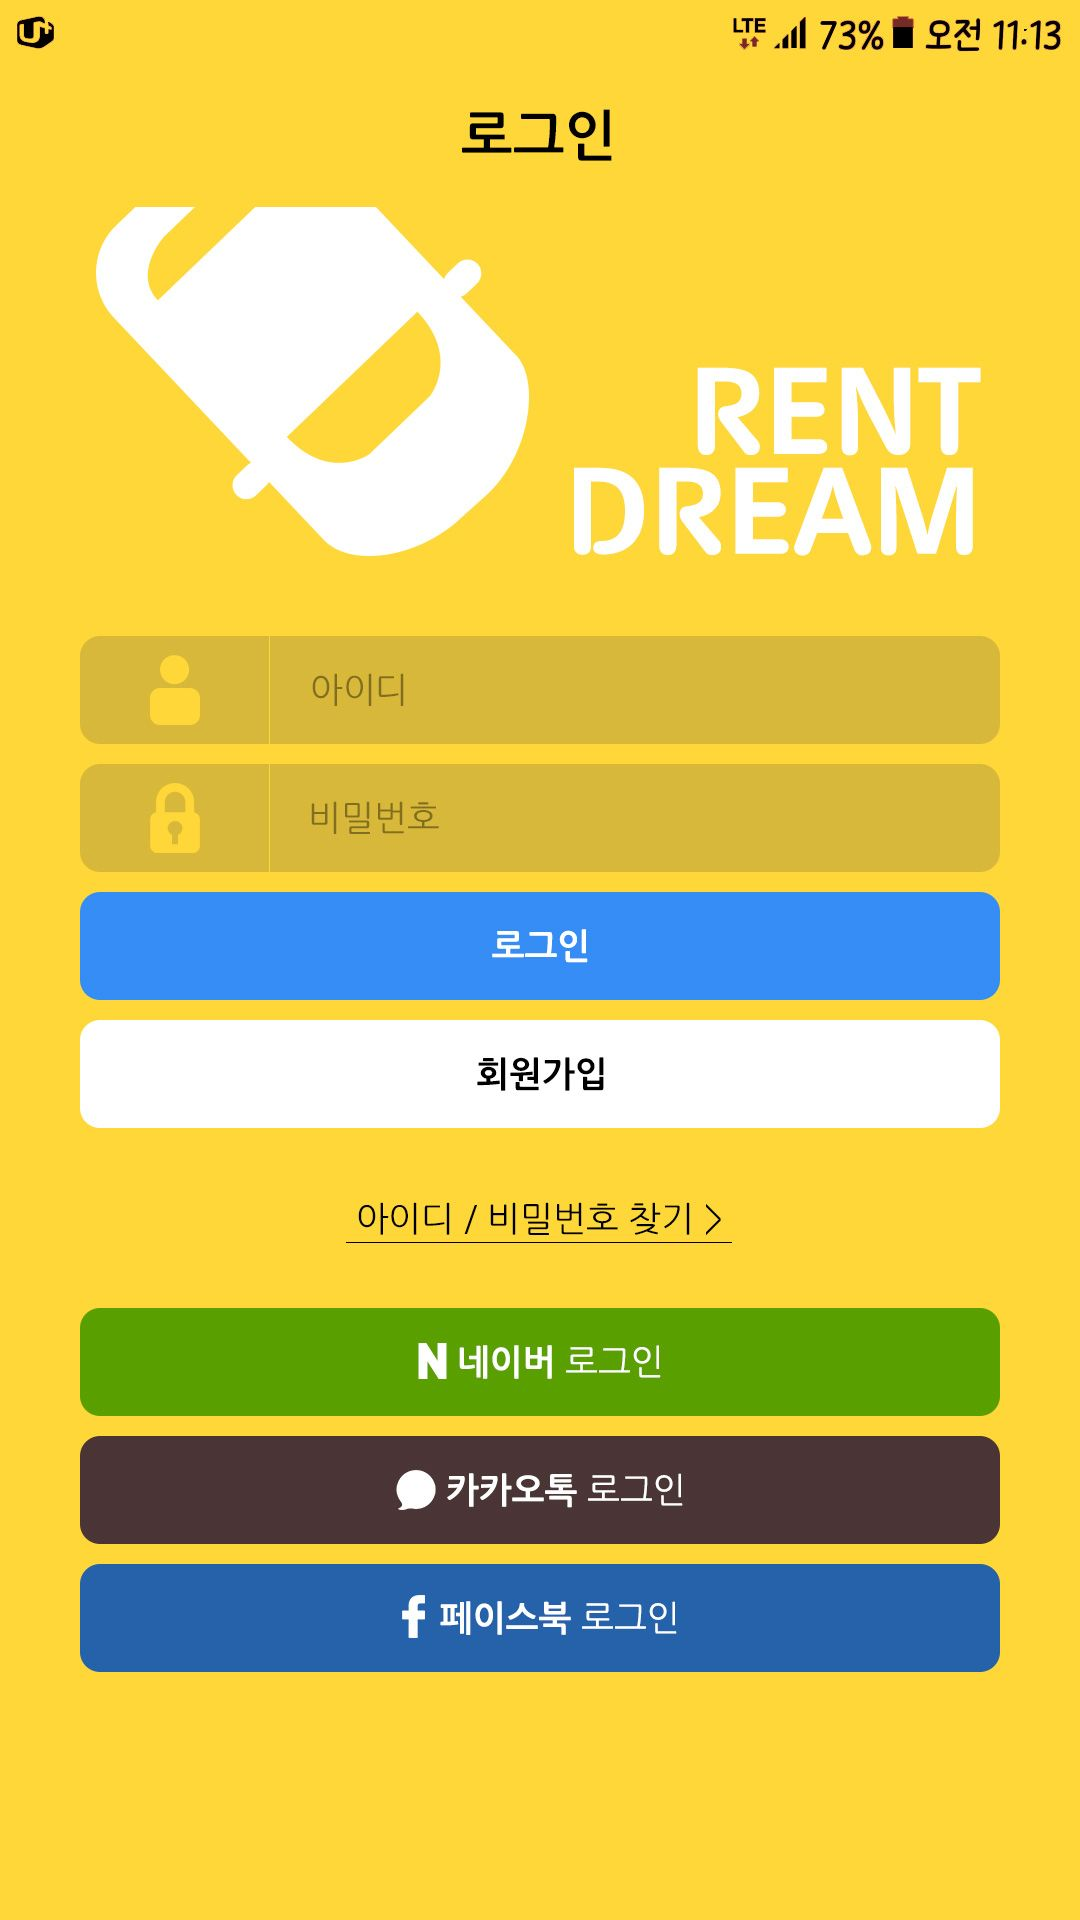 U+ LTE 73% 오전 11:13
로그인
RENT
DREAM
아이디
비밀번호
로그인
회원가입
아이디 / 비밀번호 찾기 >
N 네이버 로그인
카카오톡 로그인
f 페이스북 로그인